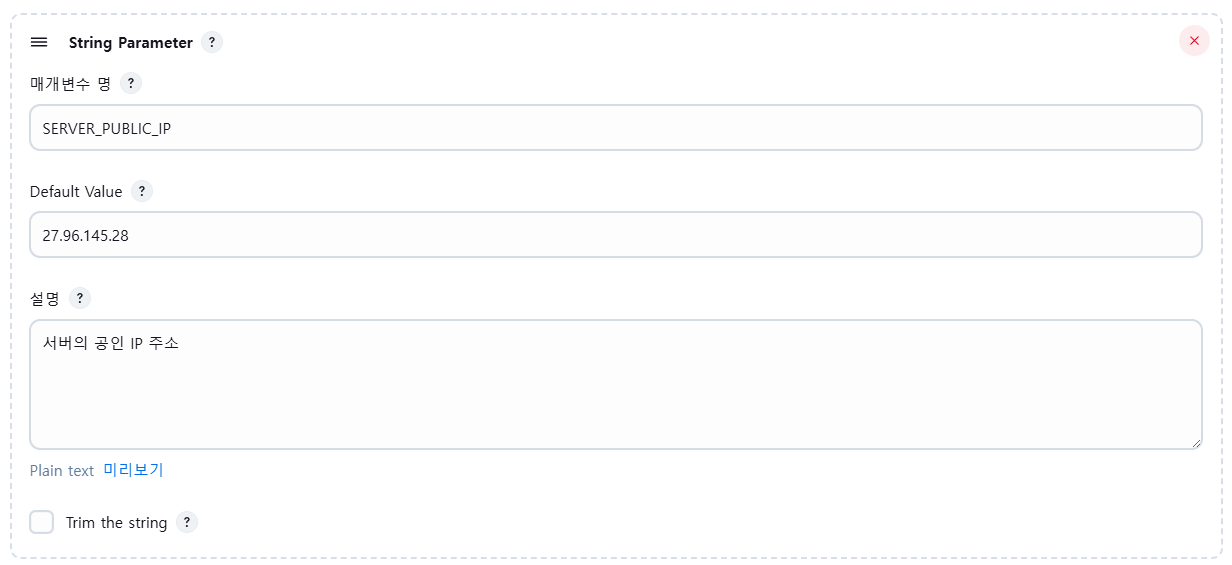 String Parameter ?
매개변수 명 ?
SERVER_PUBLIC_IP
Default Value ?
27.96.145.28
설명 ?
서버의 공인 IP 주소
Plain text 미리보기
Trim the string ?